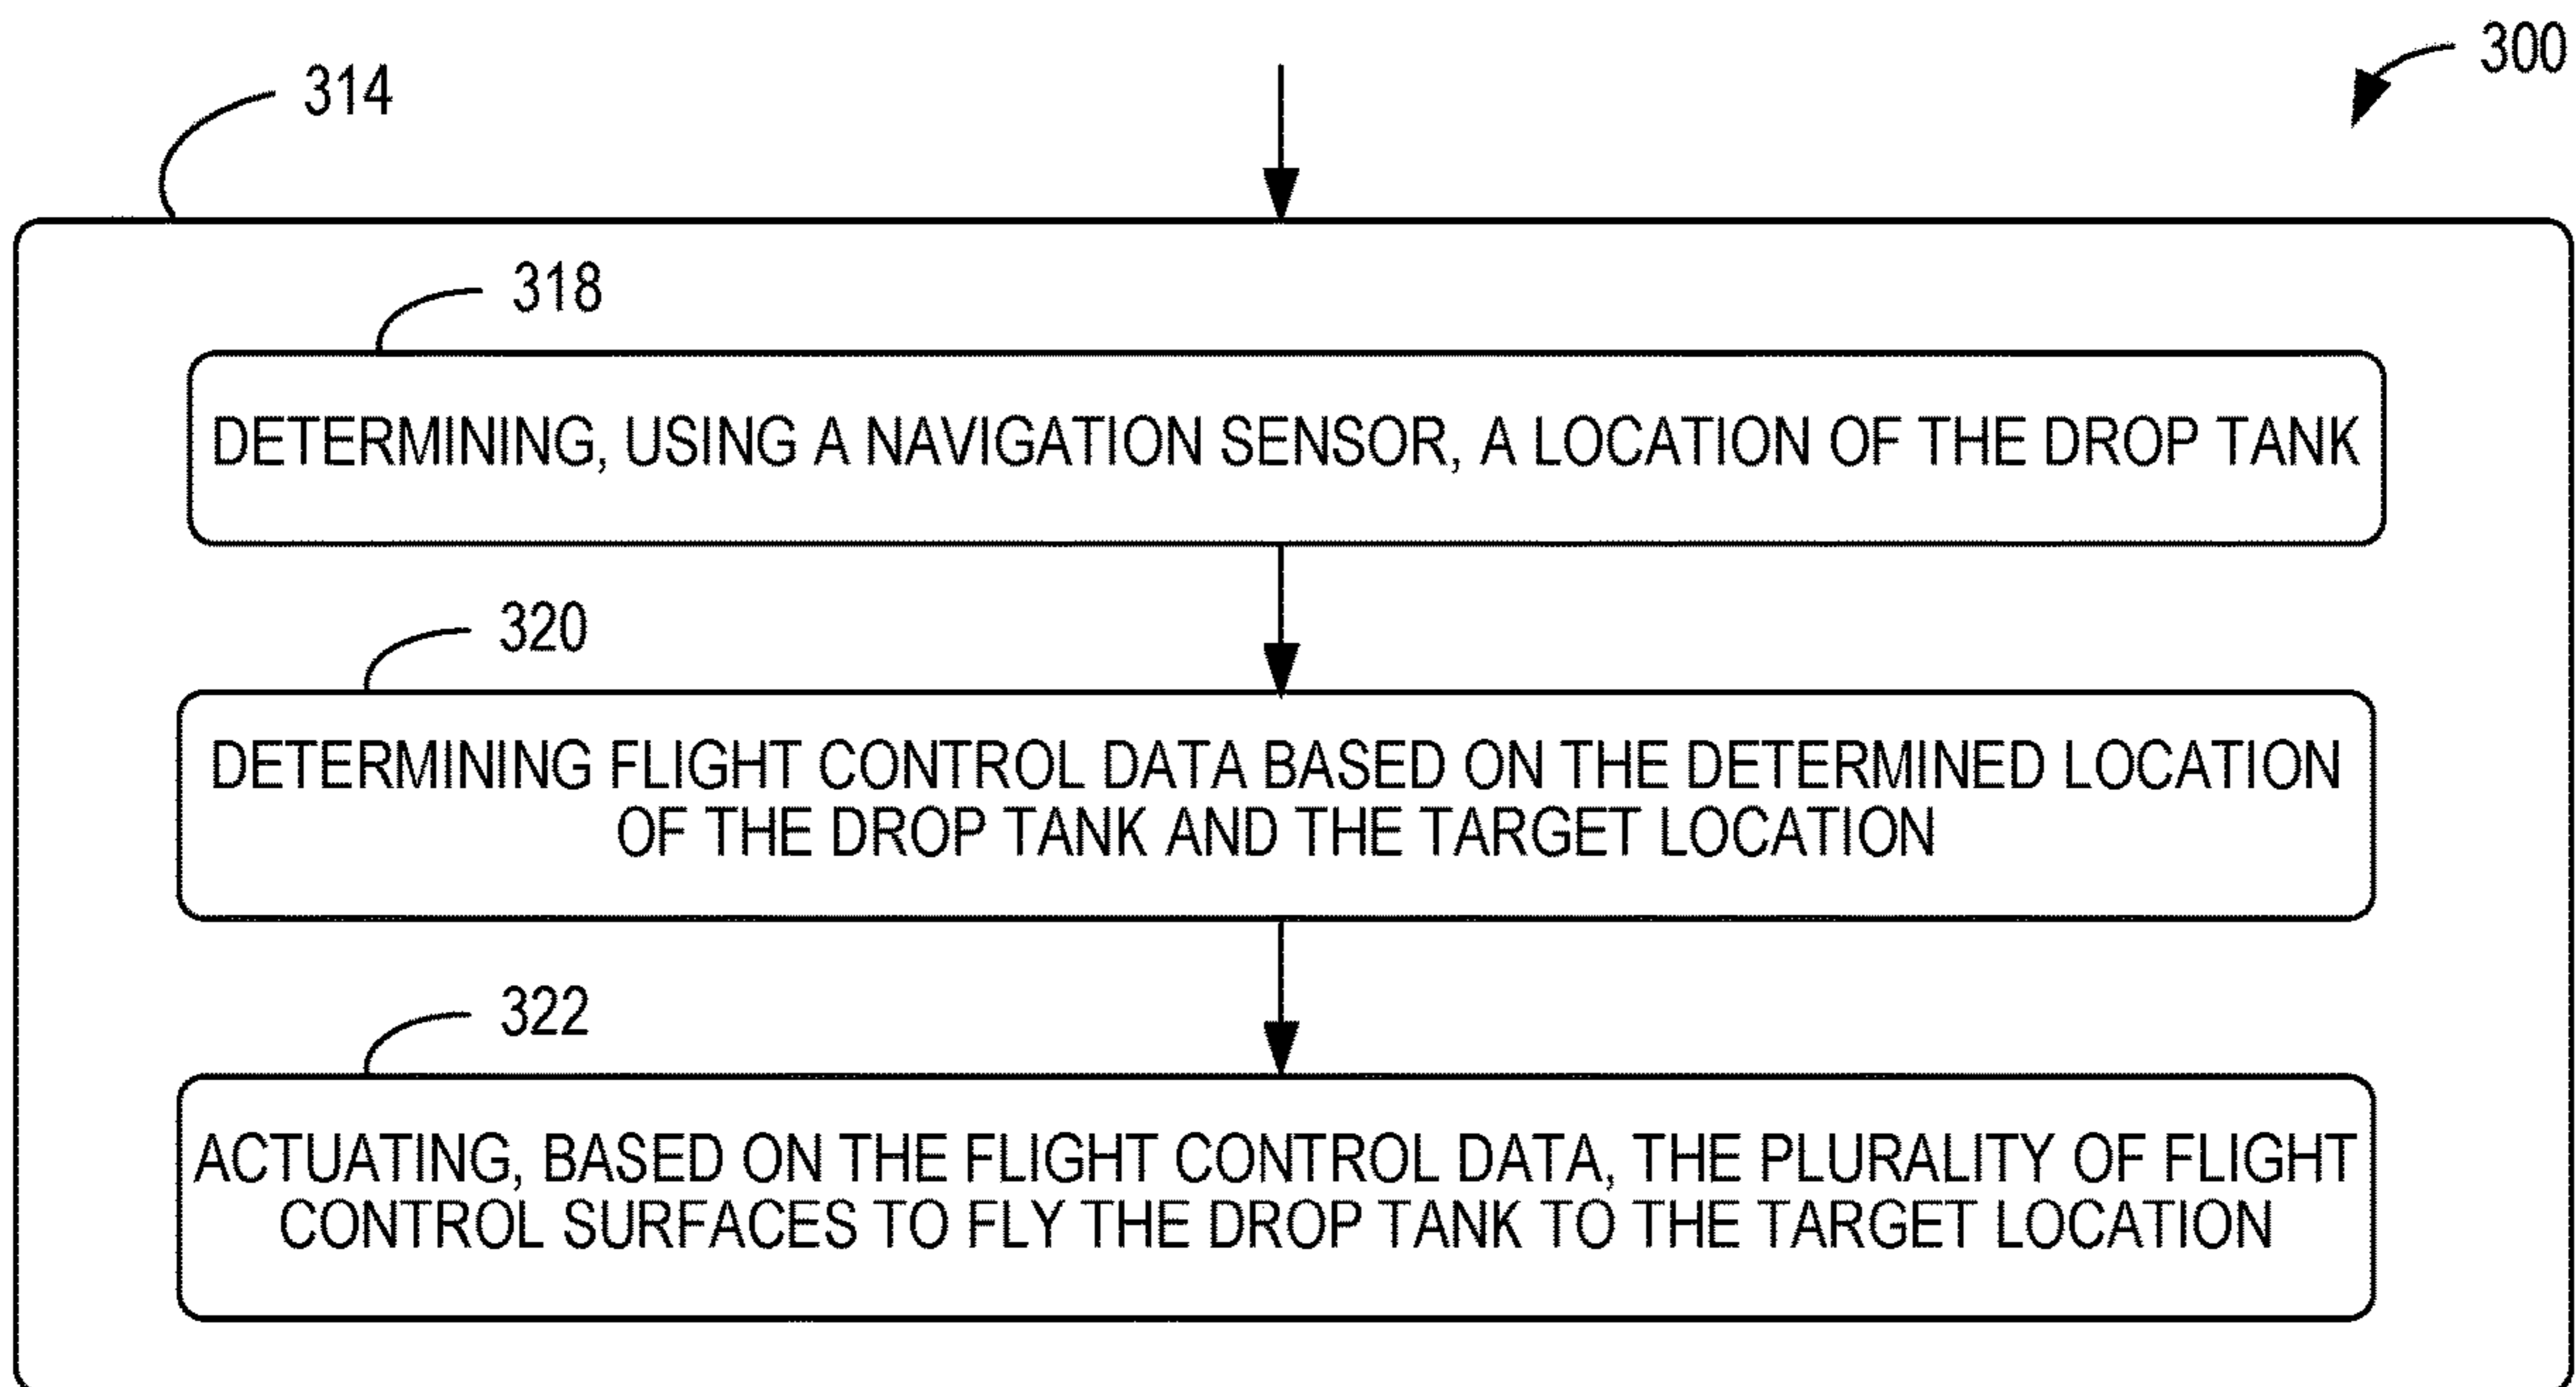 300
314
318
DETERMINING, USING A NAVIGATION SENSOR, A LOCATION OF THE DROP TANK
320
DETERMINING FLIGHT CONTROL DATA BASED ON THE DETERMINED LOCATION
OF THE DROP TANK AND THE TARGET LOCATION
322
ACTUATING, BASED ON THE FLIGHT CONTROL DATA, THE PLURALITY OF FLIGHT
CONTROL SURFACES TO FLY THE DROP TANK TO THE TARGET LOCATION